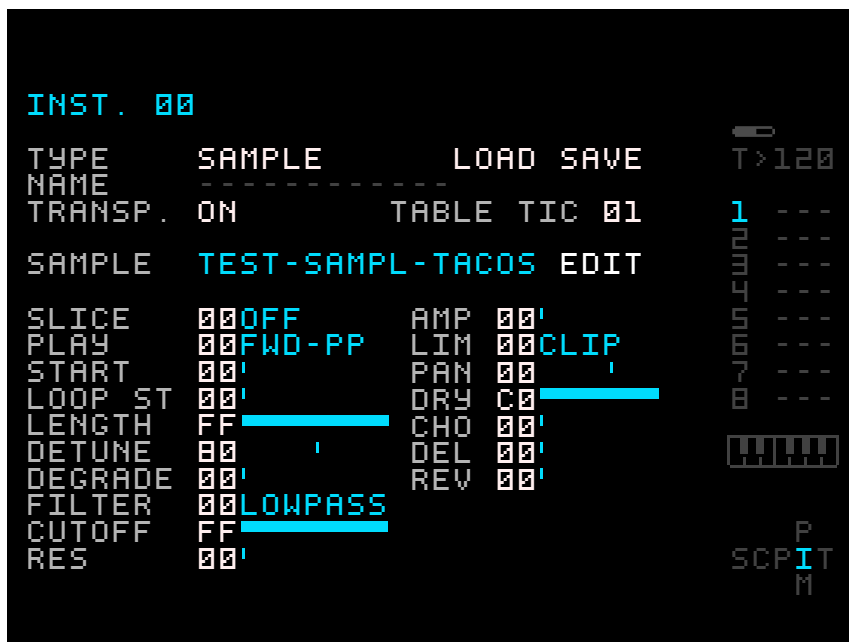 INST. 00
TYPE SAMPLE LOAD SAVE T>120
NAME -------------
TRANSP. ON TABLE TIC 01 1 ---
2 ---
SAMPLE TEST-SAMPL-TACOS EDIT 3 ---
4 ---
SLICE 00OFF AMP 00 5 ---
PLAY 00FWD-PP LIM 00CLIP 6 ---
START 00 PAN 00 7 ---
LOOP ST 00 DRY C0 8 ---
LENGTH FF CHO 00
DETUNE 80 DEL 00
DEGRADE 00 REV 00
FILTER 00LOWPASS
CUTOFF FF P
RES 00 SCPIT
M